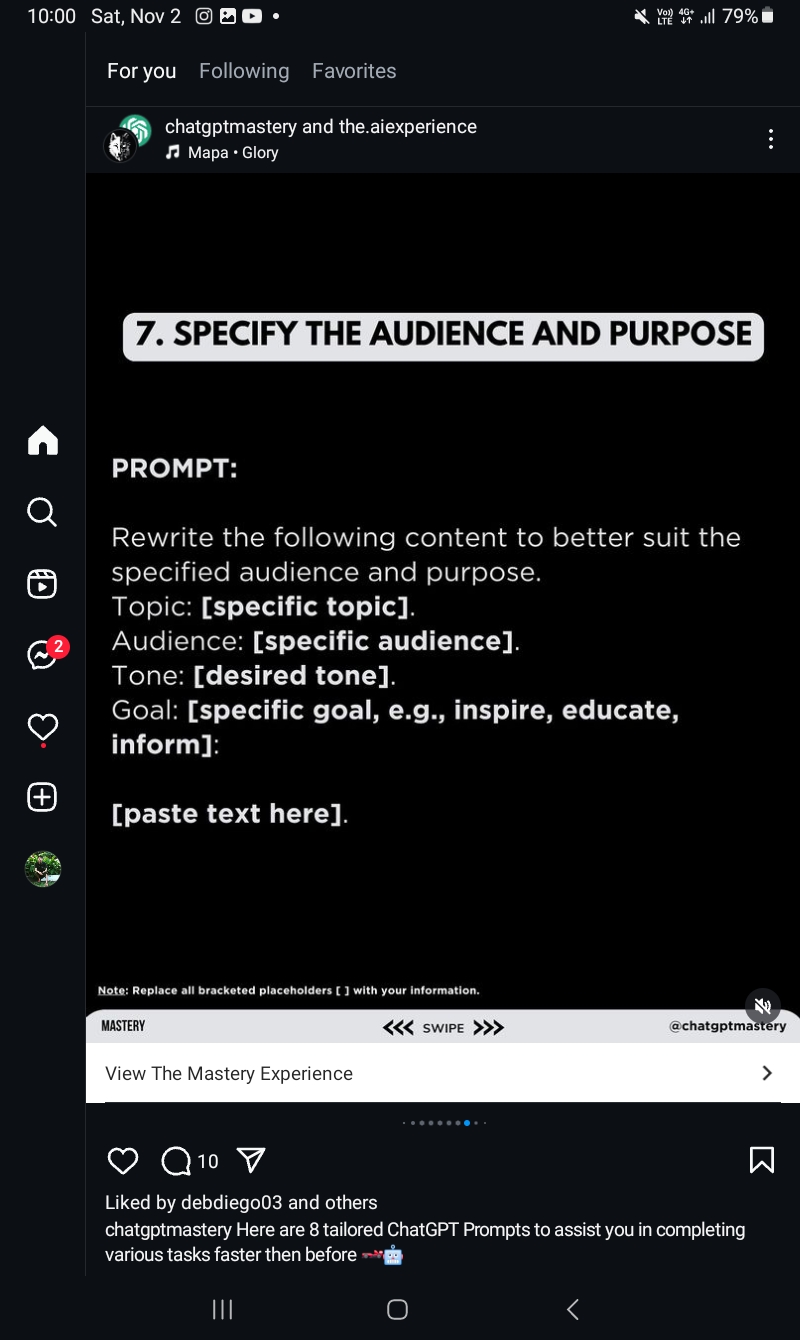 10:00 Sat, Nov 2
Vo)) LTE 4G+ 79%
For you Following Favorites
chatgptmastery and the.aiexperience
Mapa • Glory
7. SPECIFY THE AUDIENCE AND PURPOSE
PROMPT:
Rewrite the following content to better suit the
specified audience and purpose.
Topic: [specific topic].
Audience: [specific audience].
Tone: [desired tone].
Goal: [specific goal, e.g., inspire, educate,
inform]:
[paste text here].
2
Note: Replace all bracketed placeholders [ ] with your information.
MASTERY <<< SWIPE >>> @chatgptmastery
View The Mastery Experience
10
Liked by debdiego03 and others
chatgptmastery Here are 8 tailored ChatGPT Prompts to assist you in completing
various tasks faster then before